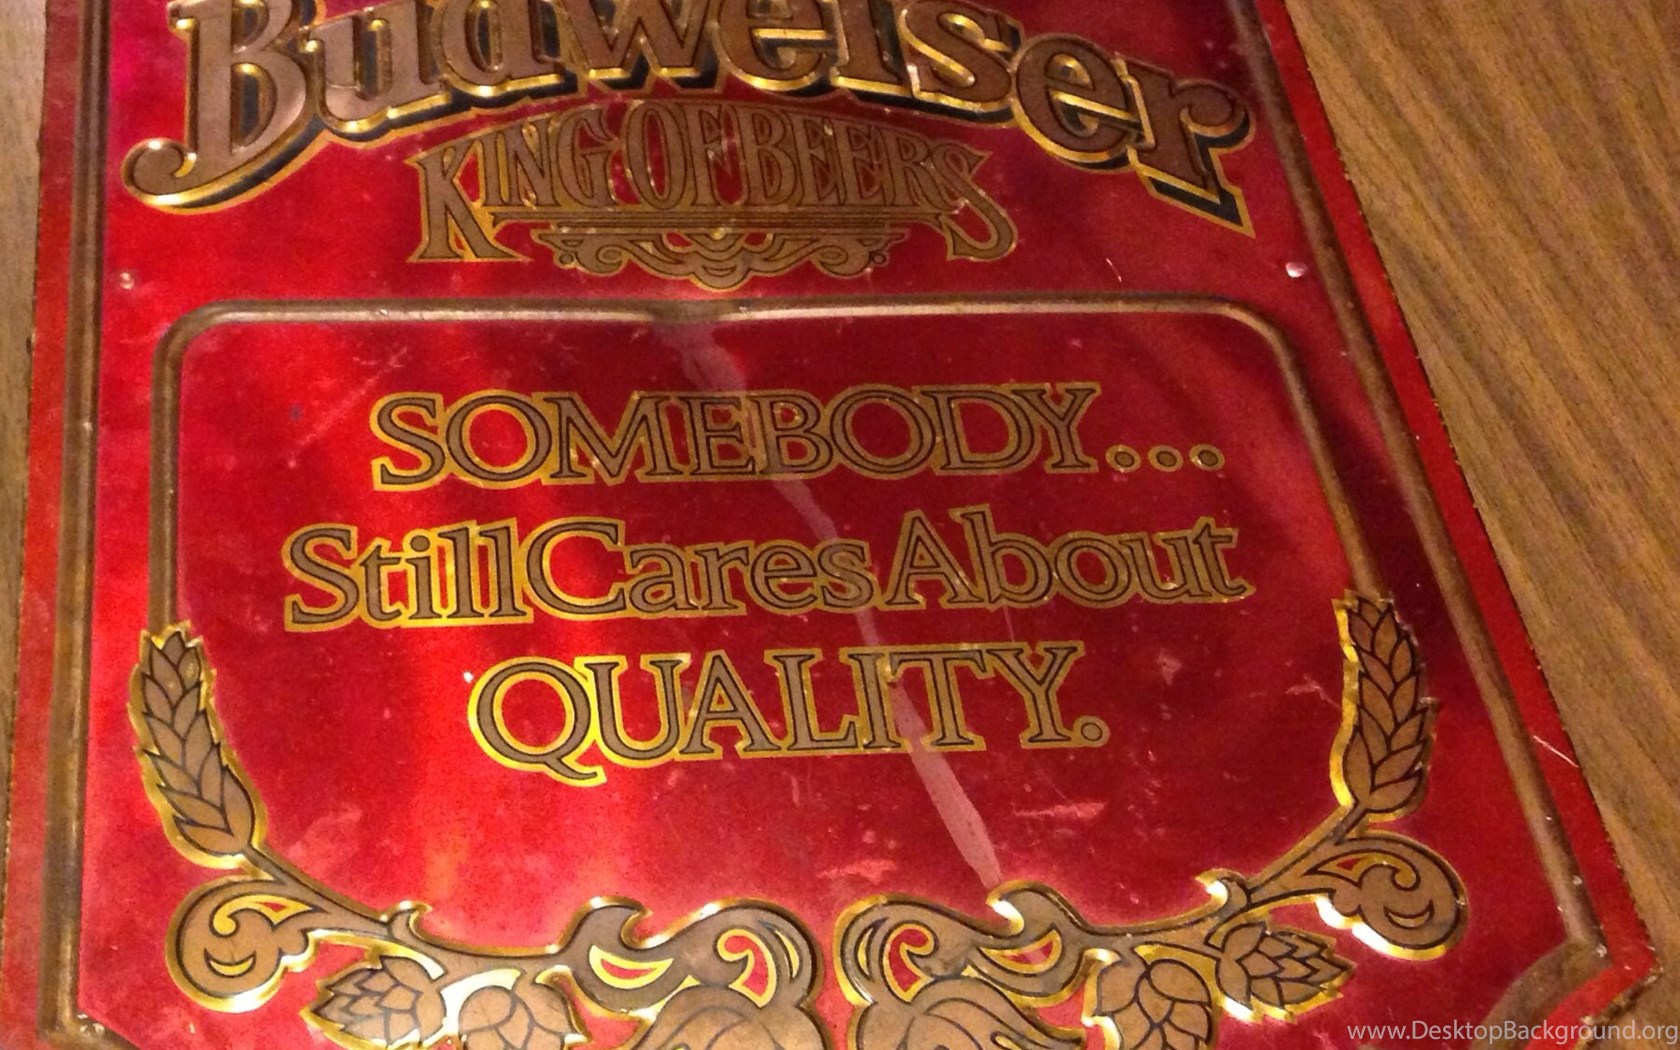 Budweiser
KING OF BEERS
SOMEBODY...
Still Cares About
QUALITY.
www.DesktopBackground.org